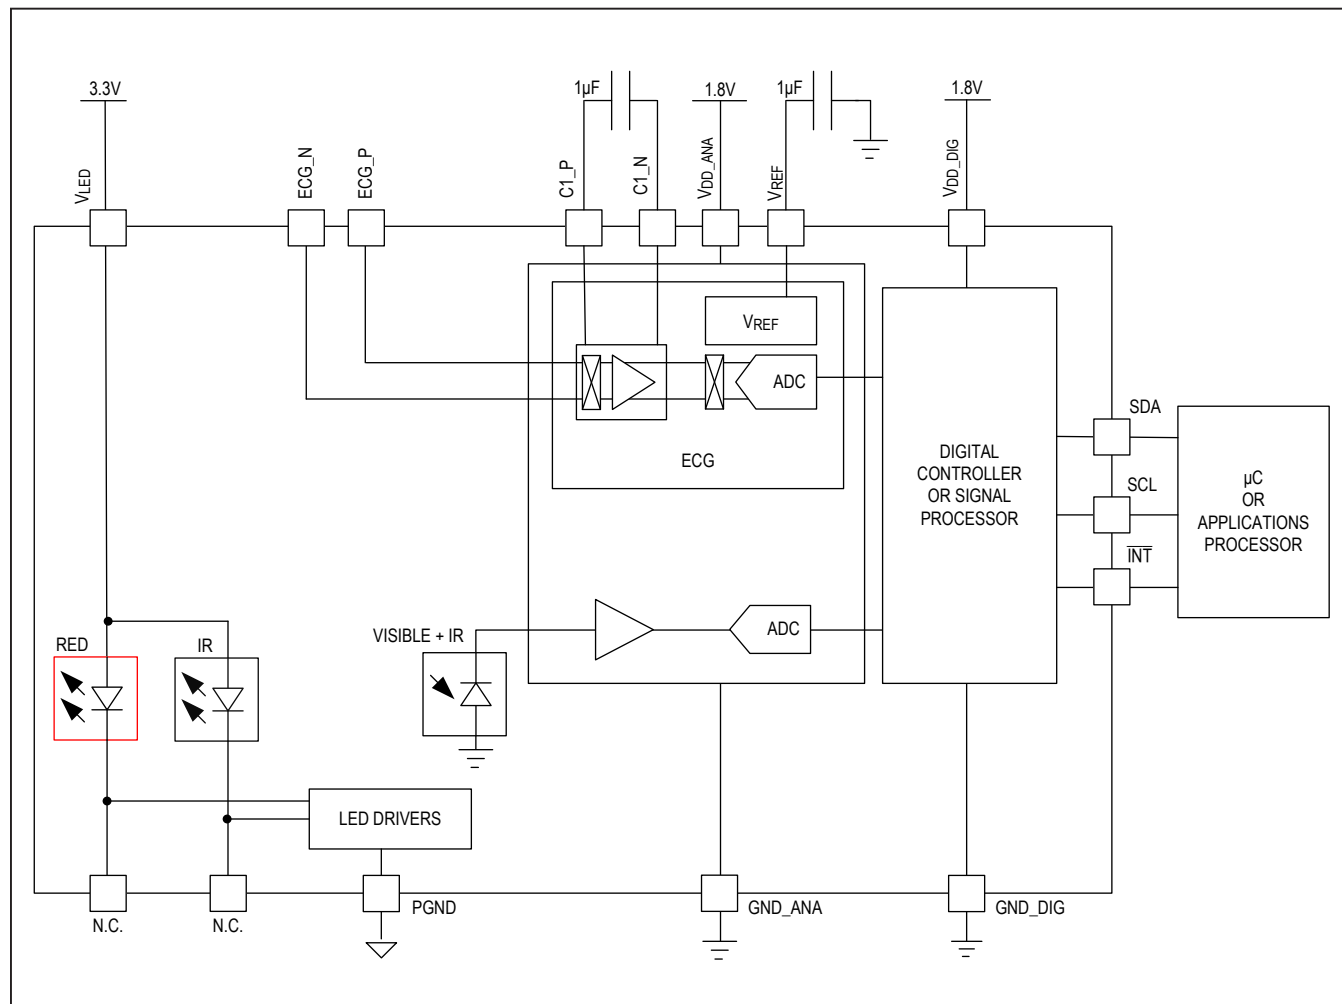 3.3V
1µF
1.8V
1µF
1.8V
VLED
ECG_N
ECG_P
C1_P
C1_N
VDD_ANA
VREF
VDD_DIG
VREF
ADC
ECG
DIGITAL
CONTROLLER
OR SIGNAL
PROCESSOR
SDA
SCL
INT
µC
OR
APPLICATIONS
PROCESSOR
RED
IR
VISIBLE + IR
ADC
LED DRIVERS
N.C.
N.C.
PGND
GND_ANA
GND_DIG